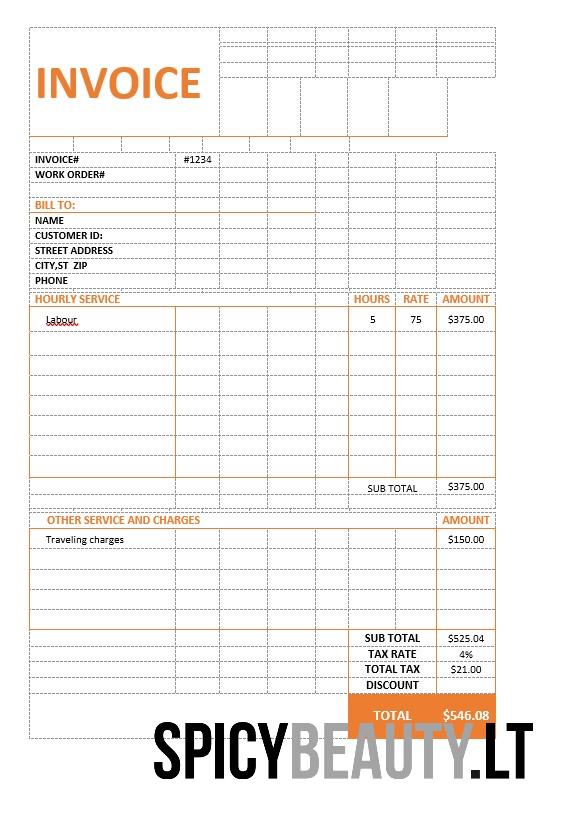 INVOICE
INVOICE# #1234
WORK ORDER#
BILL TO:
NAME
CUSTOMER ID:
STREET ADDRESS
CITY,ST ZIP
PHONE
HOURLY SERVICE HOURS RATE AMOUNT
Labour 5 75 $375.00
SUB TOTAL $375.00
OTHER SERVICE AND CHARGES AMOUNT
Traveling charges $150.00
SUB TOTAL $525.04
TAX RATE 4%
TOTAL TAX $21.00
DISCOUNT
TOTAL $546.08
SPICYBEAUTY.LT